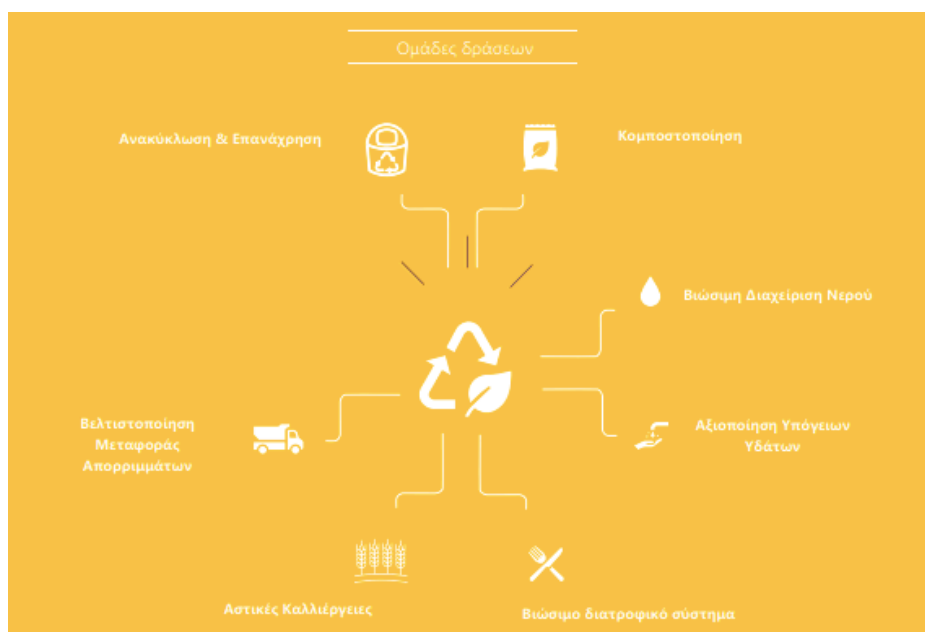 Ομάδες δράσεων
Ανακύκλωση & Επανάχρηση
Κομποστοποίηση
Βιώσιμη Διαχείριση Νερού
Βελτιστοποίηση
Μεταφοράς
Απορριμμάτων
Αξιοποίηση Υπόγειων
Υδάτων
Αστικές Καλλιέργειες
Βιώσιμο διατροφικό σύστημα